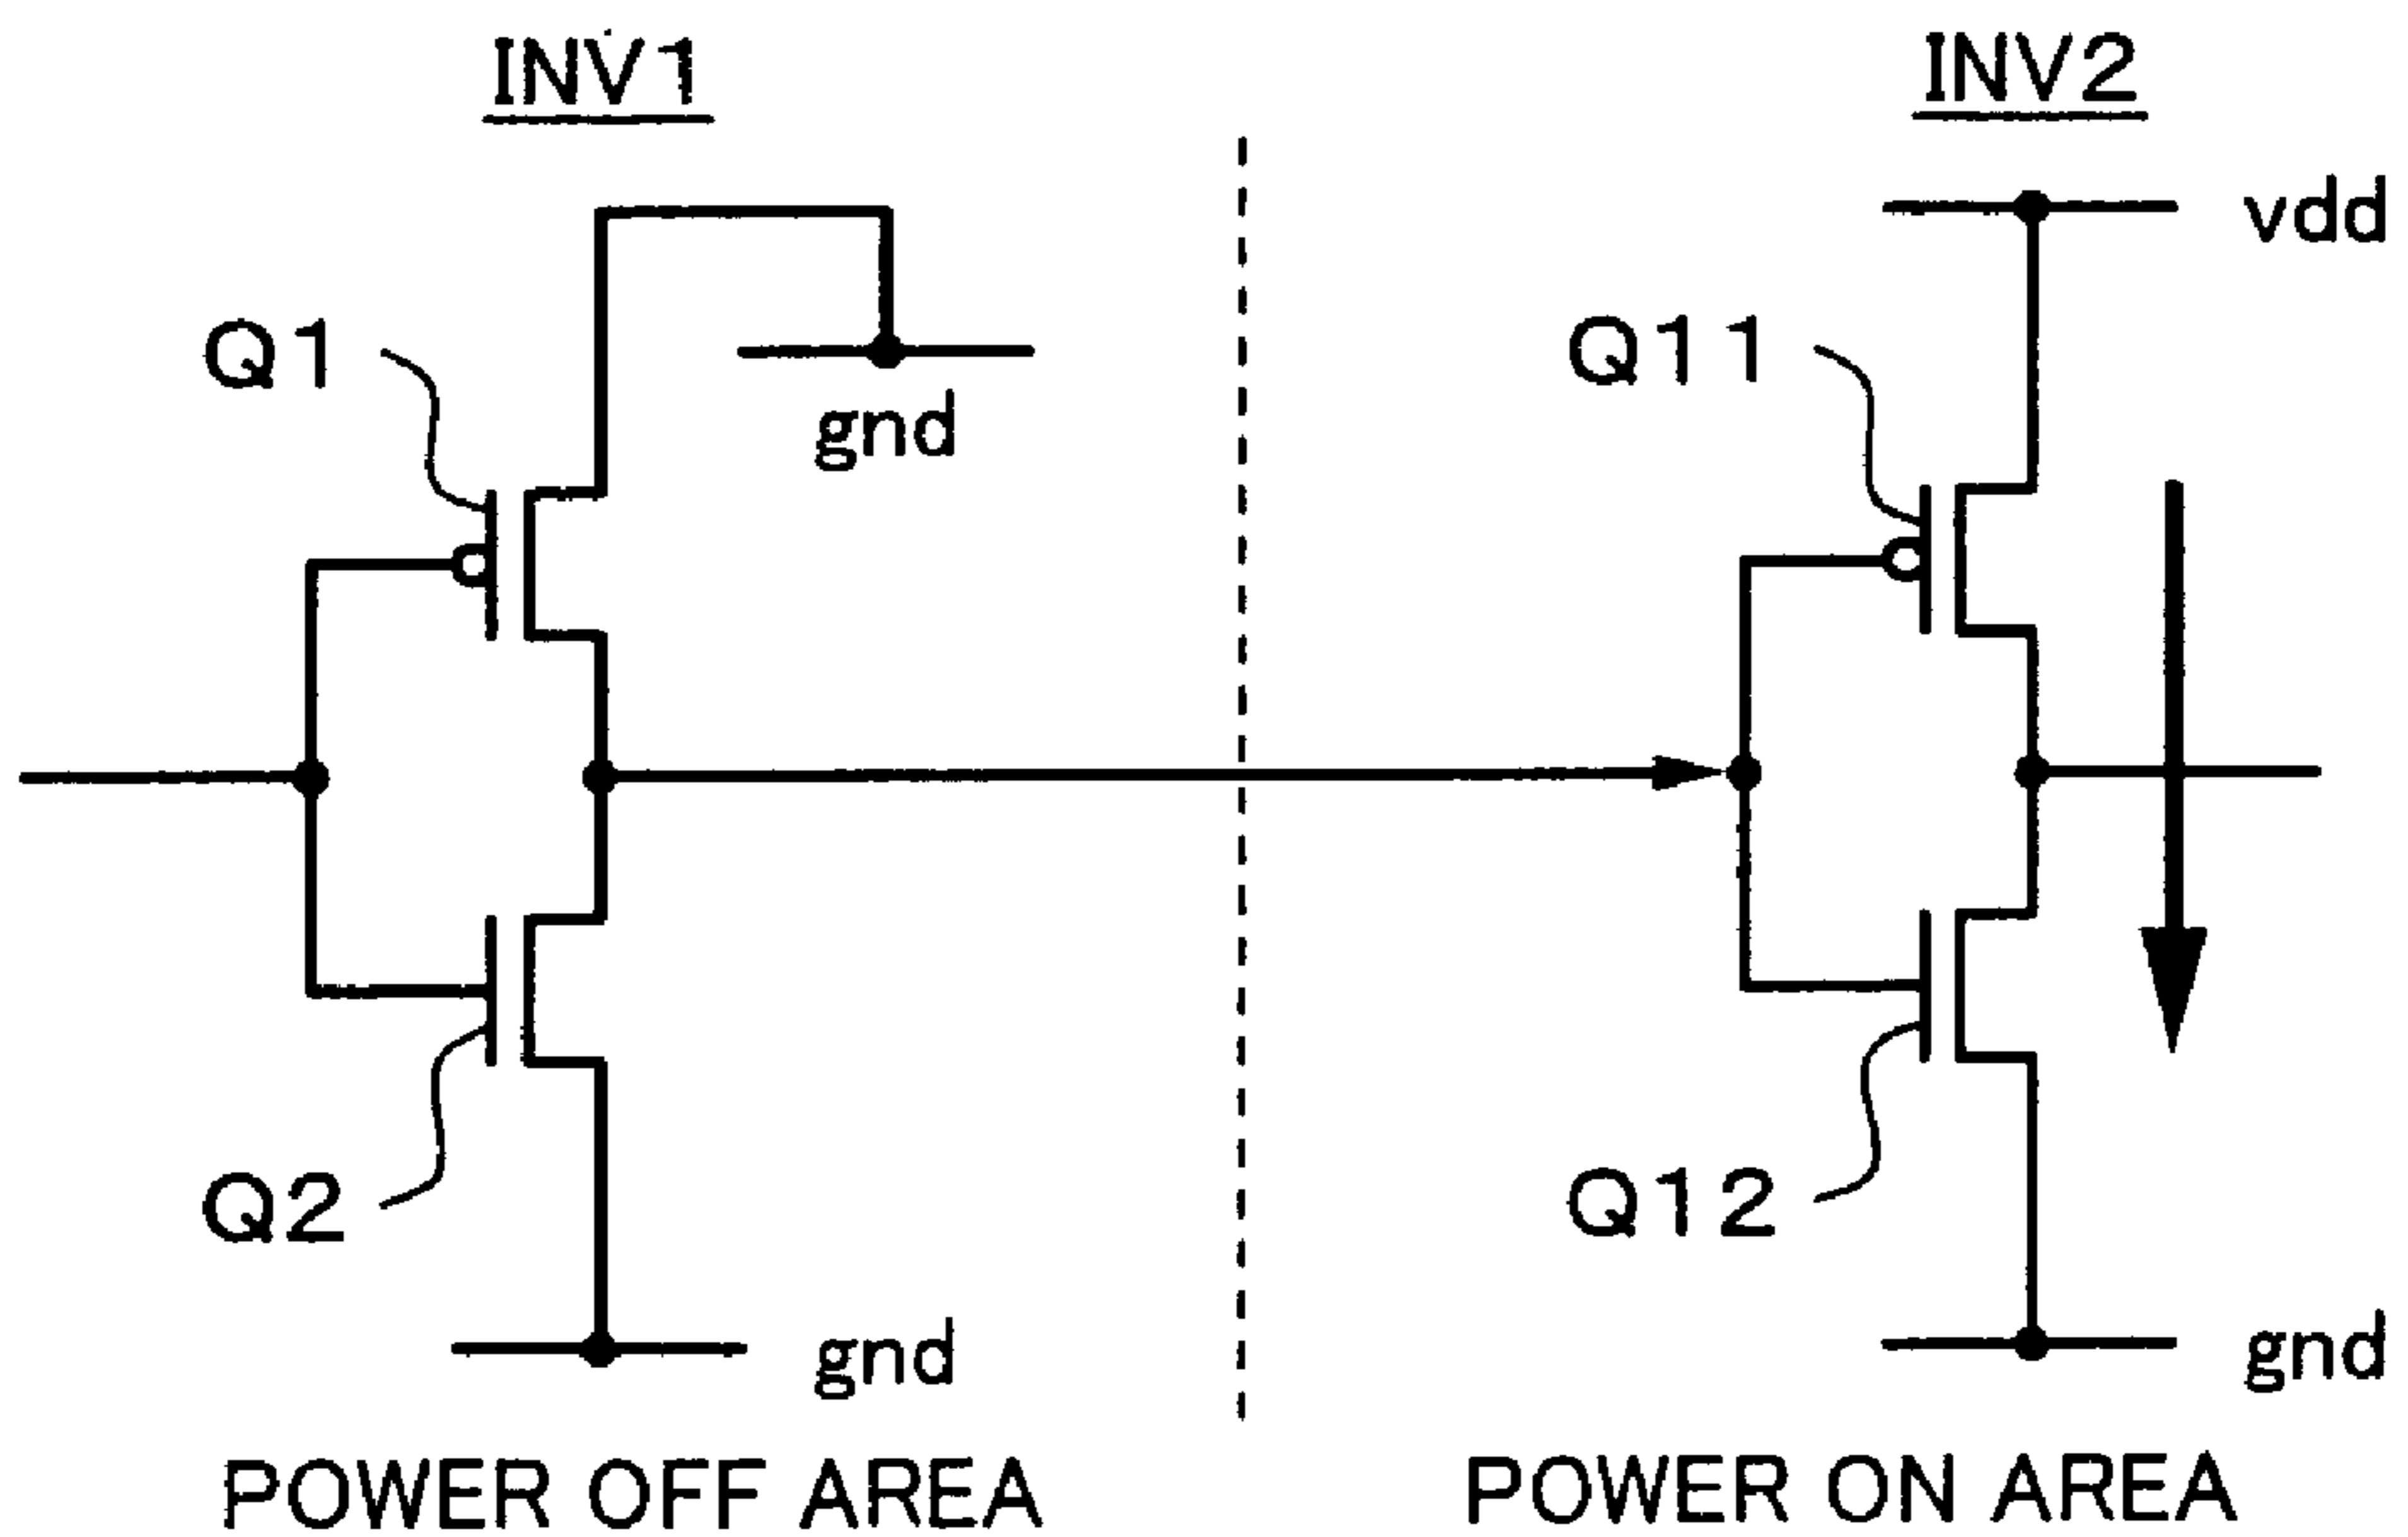 INV1
INV2
vdd
Q1
Q11
gnd
Q2
Q12
gnd
gnd
POWER OFF AREA
POWER ON AREA